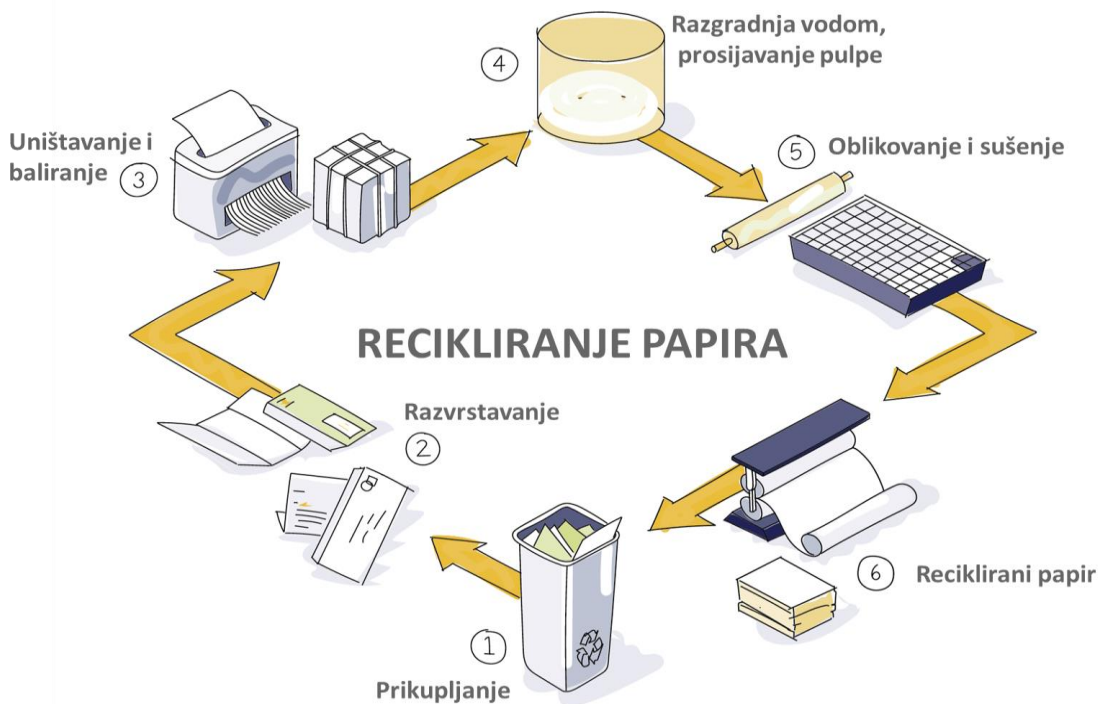 RECIKLIRANJE PAPIRA
1
Prikupljanje
Razvrstavanje
2
Uništavanje i
baliranje
3
4
Razgradnja vodom,
prosijavanje pulpe
5
Oblikovanje i sušenje
6
Reciklirani papir